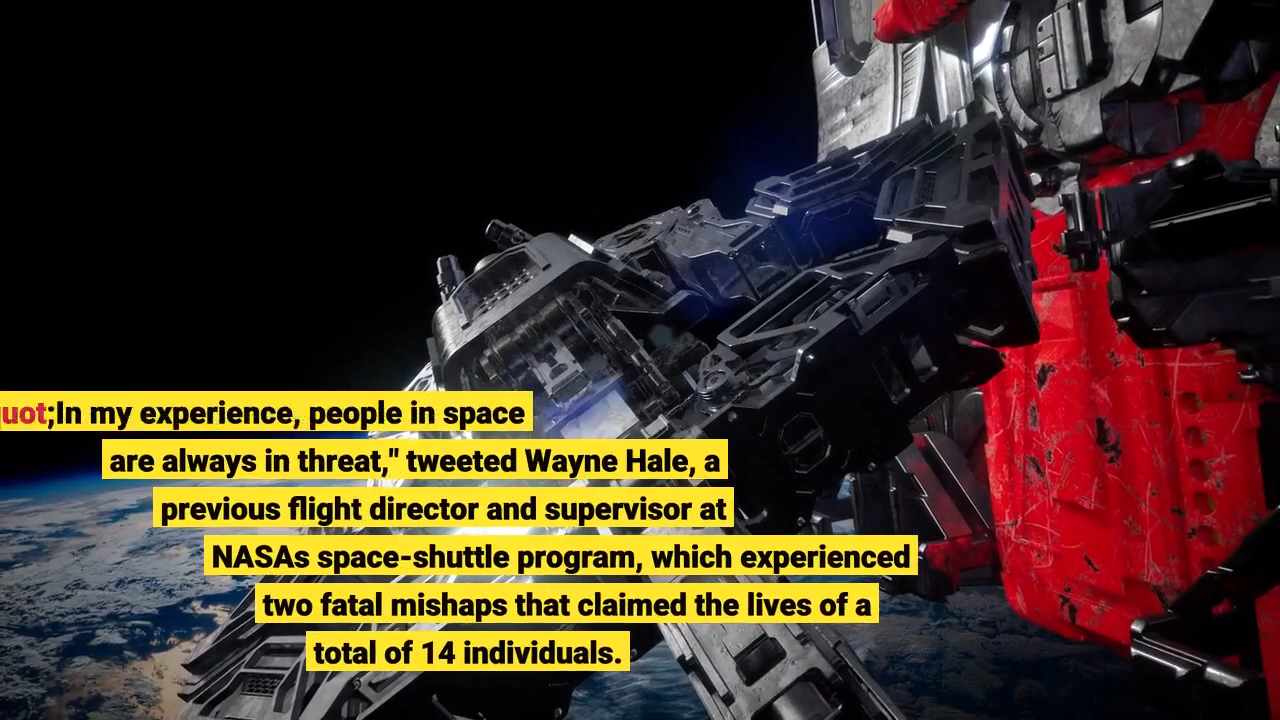 uot;In my experience, people in space
are always in threat," tweeted Wayne Hale, a
previous flight director and supervisor at
NASAs space-shuttle program, which experienced
two fatal mishaps that claimed the lives of a
total of 14 individuals.